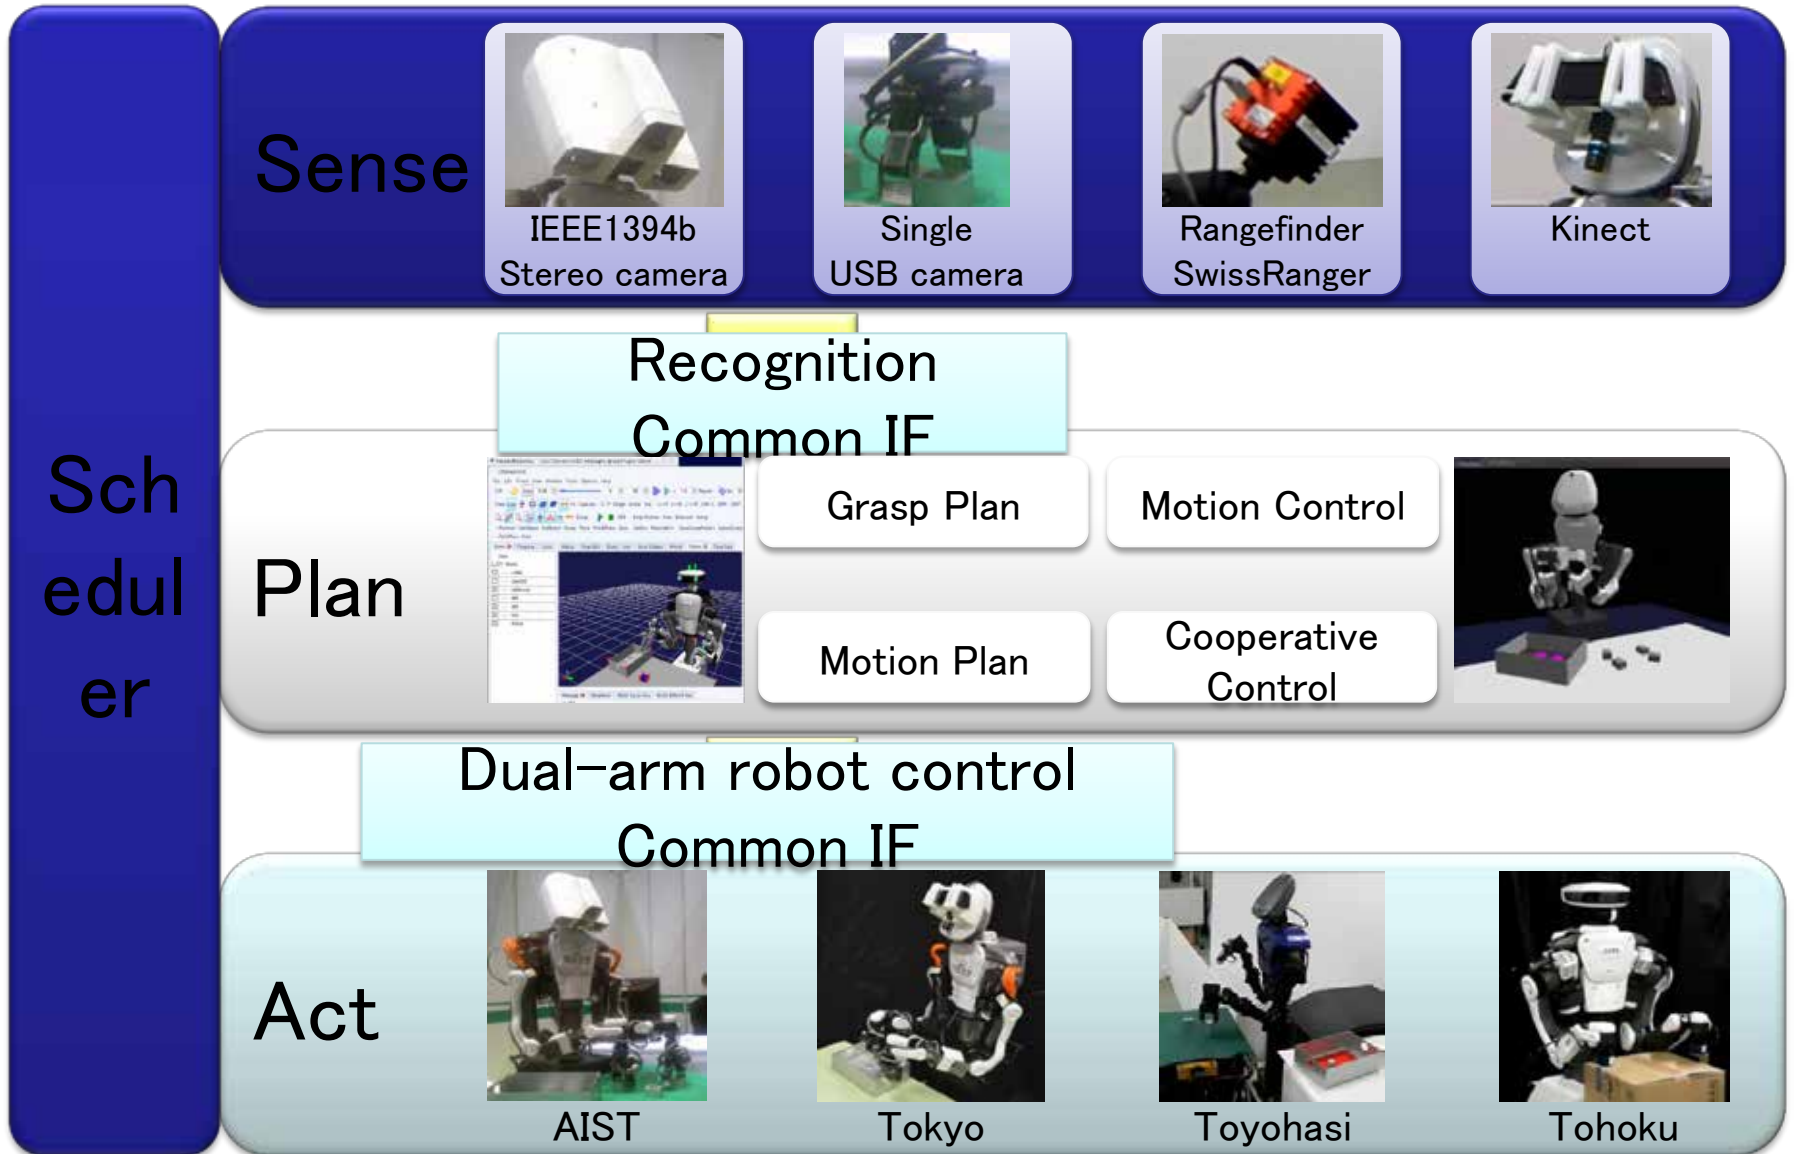 Sch
edul
er
Sense
IEEE1394b
Stereo camera
Single
USB camera
Rangefinder
SwissRanger
Kinect
Recognition
Common IF
Plan
Grasp Plan
Motion Control
Motion Plan
Cooperative
Control
Dual-arm robot control
Common IF
Act
AIST
Tokyo
Toyohasi
Tohoku